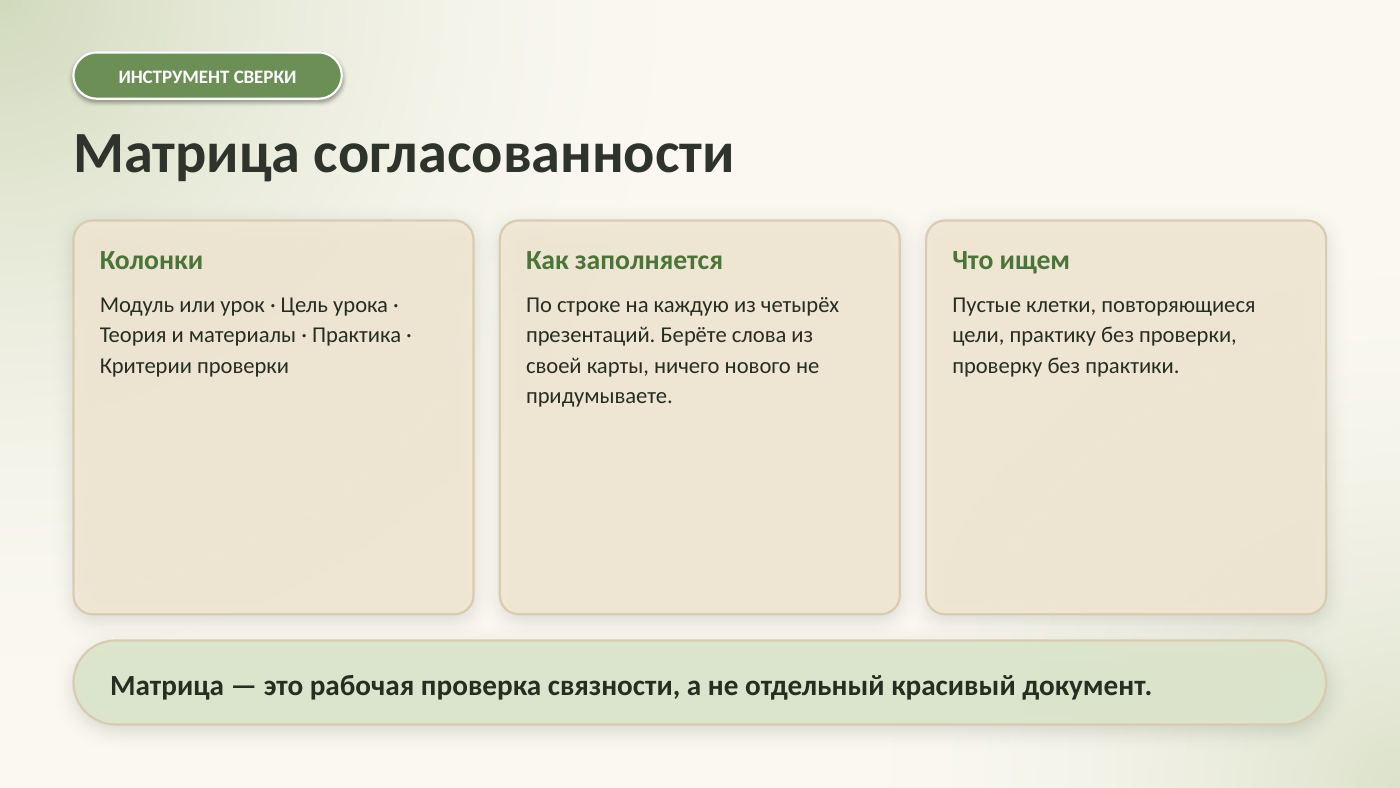 ИНСТРУМЕНТ СВЕРКИ
Матрица согласованности
Колонки
Модуль или урок · Цель урока ·
Теория и материалы · Практика ·
Критерии проверки
Как заполняется
По строке на каждую из четырёх
презентаций. Берёте слова из
своей карты, ничего нового не
придумываете.
Что ищем
Пустые клетки, повторяющиеся
цели, практику без проверки,
проверку без практики.
Матрица — это рабочая проверка связности, а не отдельный красивый документ.